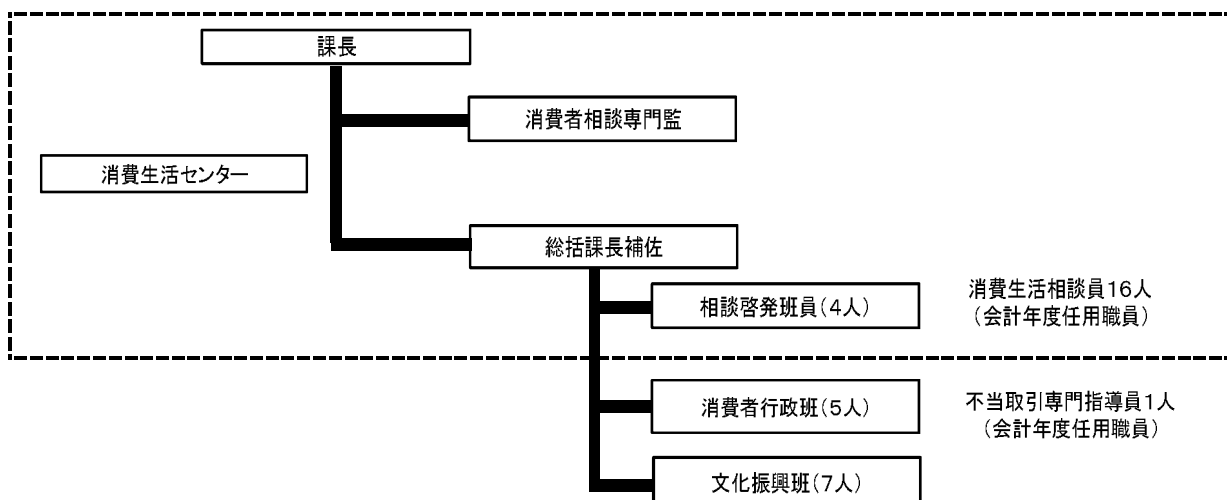 課長
消費者相談専門監
消費生活センター
総括課長補佐
相談啓発班員(4人)
消費生活相談員16人
(会計年度任用職員)
消費者行政班(5人)
不当取引専門指導員1人
(会計年度任用職員)
文化振興班(7人)